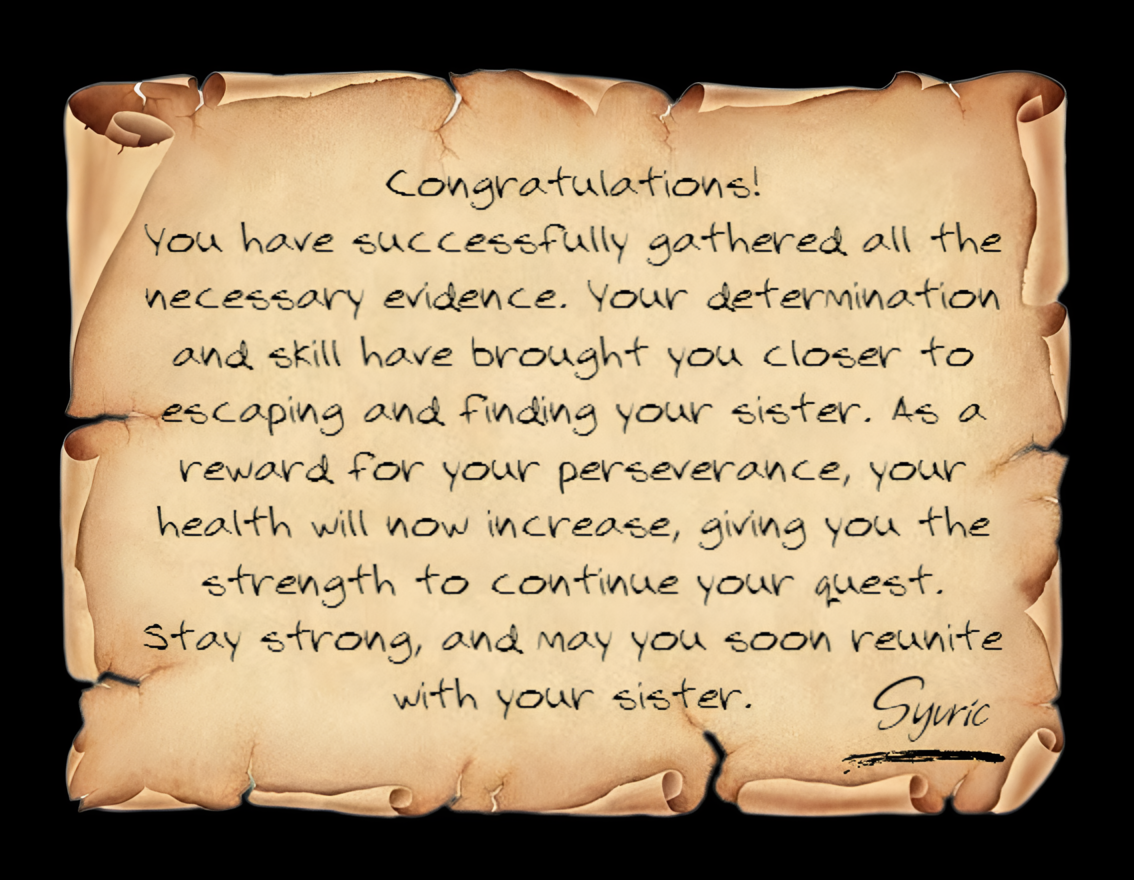 Congratulations!
You have successfully gathered all the
necessary evidence. Your determination
and skill have brought you closer to
escaping and finding your sister. As a
reward for your perseverance, your
health will now increase, giving you the
strength to continue your quest.
Stay strong, and may you soon reunite
with your sister.
Syuric